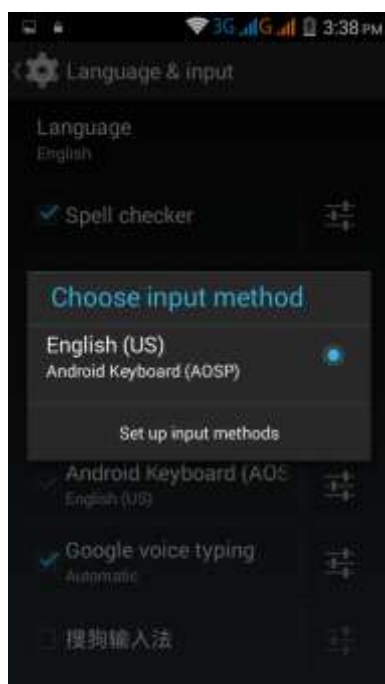 3G G 3:38 PM
Language & input
Language
English
Spell checker
Choose input method
English (US)
Android Keyboard (AOSP)
Set up input methods
Android Keyboard (AOS
English (US)
Google voice typing
Automatic
搜狗输入法